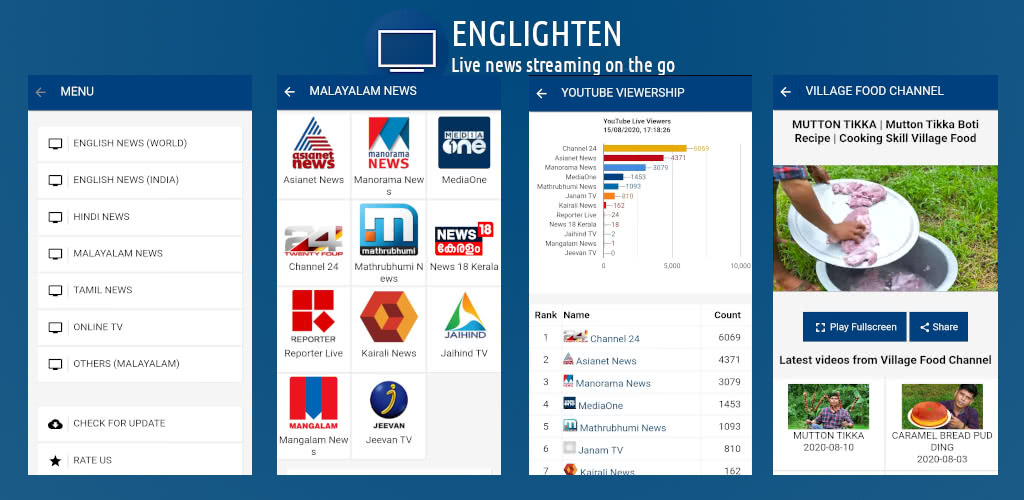 ENGLIGHTEN
Live news streaming on the go
MENU
ENGLISH NEWS (WORLD)
ENGLISH NEWS (INDIA)
HINDI NEWS
MALAYALAM NEWS
TAMIL NEWS
ONLINE TV
OTHERS (MALAYALAM)
CHECK FOR UPDATE
RATE US
MALAYALAM NEWS
asianet
news
manorama
NEWS
MEDIA
one
Asianet News
Manorama New
s
MediaOne
24
TWENTY FOUR
mathrubhumi
NEWS 18
കേരളം
Channel 24
Mathrubhumi N
ews
News 18 Kerala
REPORTER
JAIHIND
Reporter Live
Kairali News
Jaihind TV
MANGALAM
JEEVAN
Mangalam New
s
Jeevan TV
YOUTUBE VIEWERSHIP
YouTube Live Viewers
15/08/2020, 17:18:26
Channel 24 6069
Asianet News 4371
Manorama News 3079
MediaOne 1453
Mathrubhumi News 1093
Janam TV 810
Kairali News 162
Reporter Live 24
News 18 Kerala 18
Jaihind TV 2
Mangalam News 1
Jeevan TV 0
0 5,000 10,000
Rank Name Count
1 Channel 24 6069
2 Asianet News 4371
3 Manorama News 3079
4 MediaOne 1453
5 Mathrubhumi News 1093
6 Janam TV 810
7 Kairali News 162
VILLAGE FOOD CHANNEL
MUTTON TIKKA | Mutton Tikka Boti
Recipe | Cooking Skill Village Food
Play Fullscreen
Share
Latest videos from Village Food Channel
MUTTON TIKKA
2020-08-10
CARAMEL BREAD PUD
DING
2020-08-03